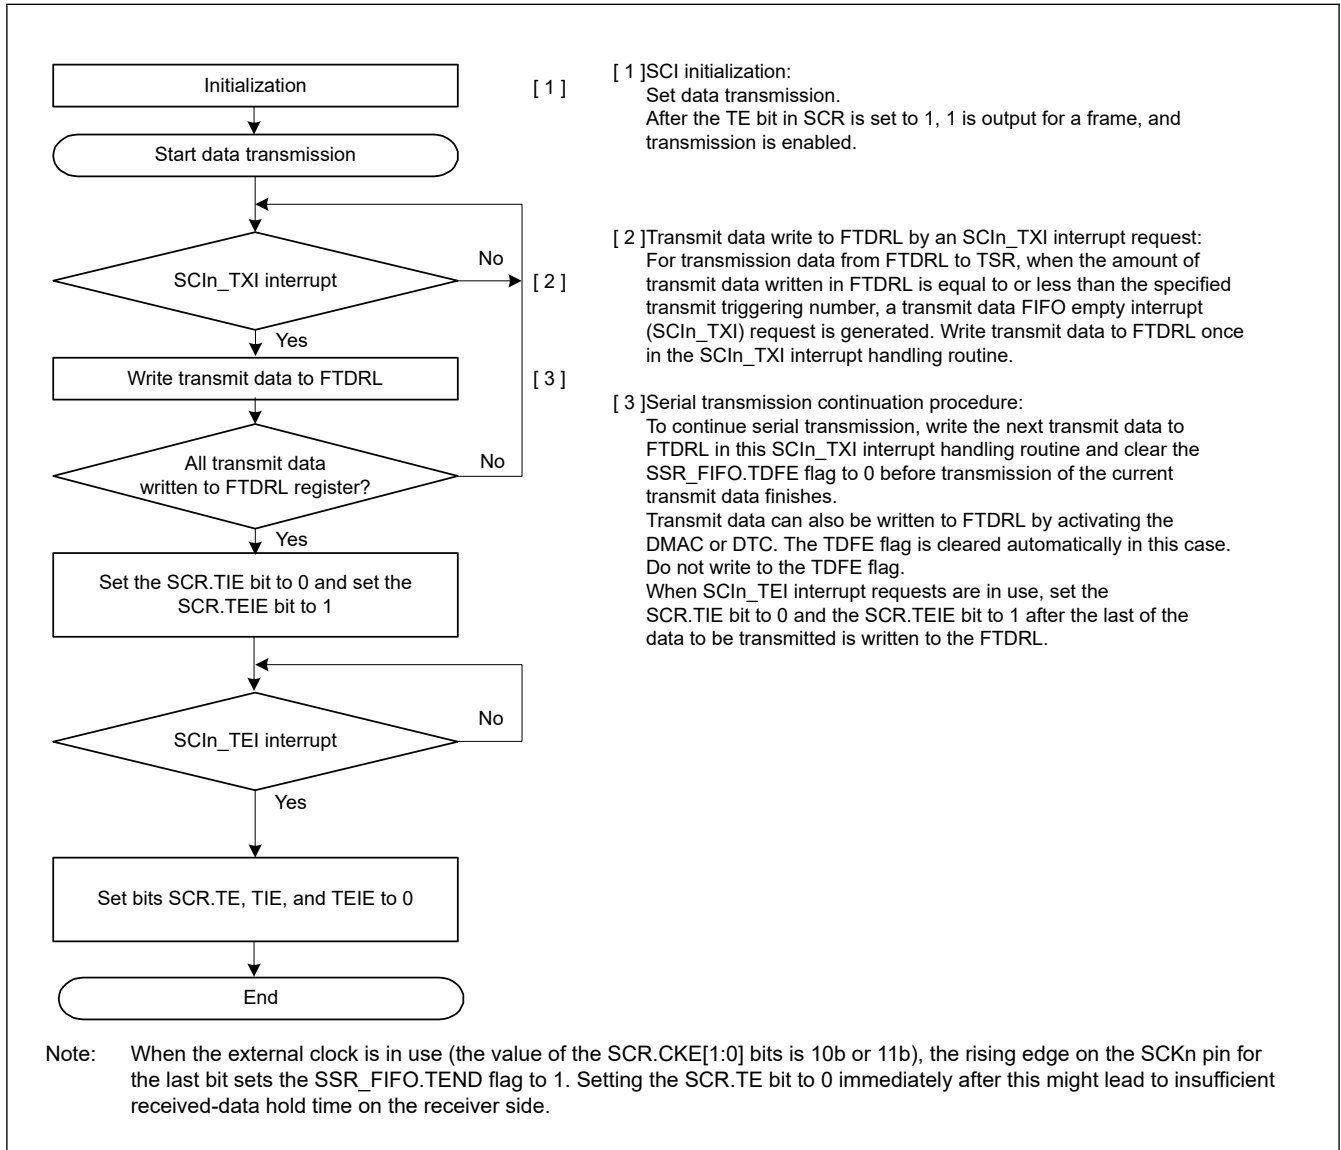 Initialization
[ 1 ]
[ 1 ]SCI initialization:
Set data transmission.
After the TE bit in SCR is set to 1, 1 is output for a frame, and
transmission is enabled.
Start data transmission
SCIn_TXI interrupt
No
[ 2 ]
Yes
[ 2 ]Transmit data write to FTDRL by an SCIn_TXI interrupt request:
For transmission data from FTDRL to TSR, when the amount of
transmit data written in FTDRL is equal to or less than the specified
transmit triggering number, a transmit data FIFO empty interrupt
(SCIn_TXI) request is generated. Write transmit data to FTDRL once
in the SCIn_TXI interrupt handling routine.
Write transmit data to FTDRL
[ 3 ]
All transmit data
written to FTDRL register?
No
Yes
[ 3 ]Serial transmission continuation procedure:
To continue serial transmission, write the next transmit data to
FTDRL in this SCIn_TXI interrupt handling routine and clear the
SSR_FIFO.TDFE flag to 0 before transmission of the current
transmit data finishes.
Transmit data can also be written to FTDRL by activating the
DMAC or DTC. The TDFE flag is cleared automatically in this case.
Do not write to the TDFE flag.
When SCIn_TEI interrupt requests are in use, set the
SCR.TIE bit to 0 and the SCR.TEIE bit to 1 after the last of the
data to be transmitted is written to the FTDRL.
Set the SCR.TIE bit to 0 and set the
SCR.TEIE bit to 1
SCIn_TEI interrupt
No
Yes
Set bits SCR.TE, TIE, and TEIE to 0
End
Note: When the external clock is in use (the value of the SCR.CKE[1:0] bits is 10b or 11b), the rising edge on the SCKn pin for
the last bit sets the SSR_FIFO.TEND flag to 1. Setting the SCR.TE bit to 0 immediately after this might lead to insufficient
received-data hold time on the receiver side.